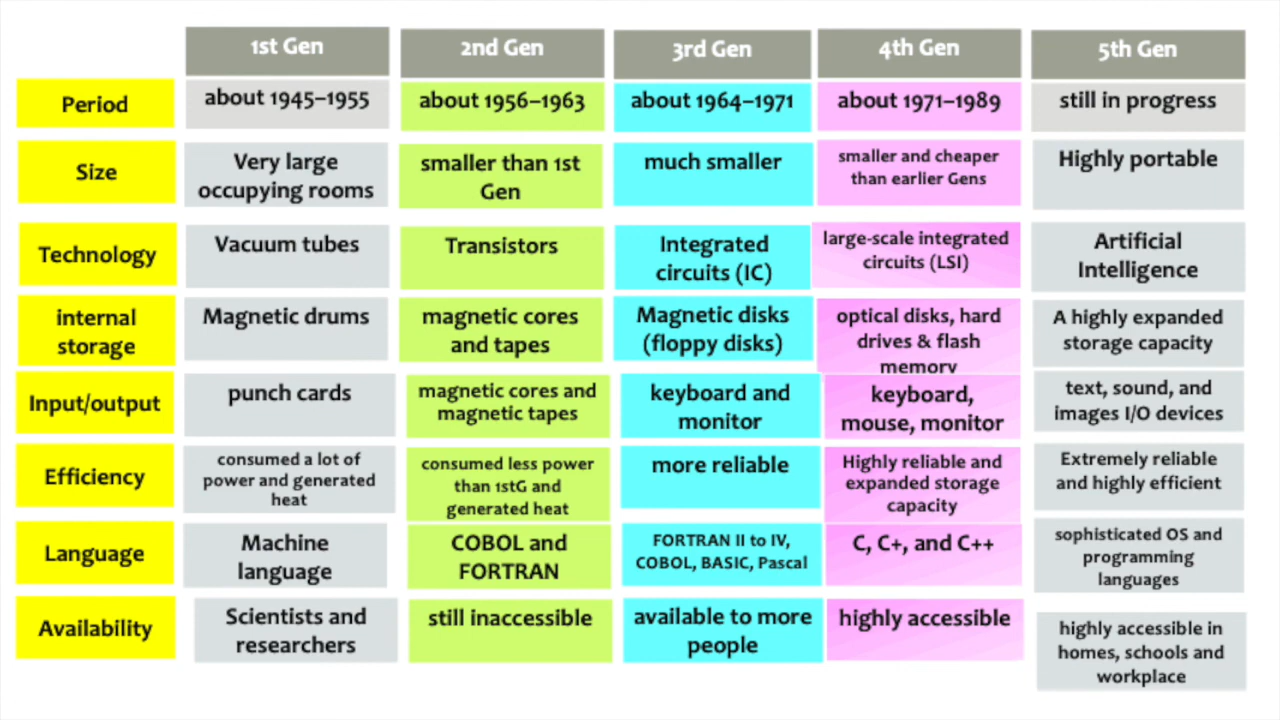 1st Gen
2nd Gen
3rd Gen
4th Gen
5th Gen
Period
about 1945–1955
about 1956–1963
about 1964–1971
about 1971–1989
still in progress
Size
Very large
occupying rooms
smaller than 1st
Gen
much smaller
smaller and cheaper
than earlier Gens
Highly portable
Technology
Vacuum tubes
Transistors
Integrated
circuits (IC)
large-scale integrated
circuits (LSI)
Artificial
Intelligence
internal
storage
Magnetic drums
magnetic cores
and tapes
Magnetic disks
(floppy disks)
optical disks, hard
drives & flash
memory
A highly expanded
storage capacity
Input/output
punch cards
magnetic cores and
magnetic tapes
keyboard and
monitor
keyboard,
mouse, monitor
text, sound, and
images I/O devices
Efficiency
consumed a lot of
power and generated
heat
consumed less power
than 1stG and
generated heat
more reliable
Highly reliable and
expanded storage
capacity
Extremely reliable
and highly efficient
Language
Machine
language
COBOL and
FORTRAN
FORTRAN II to IV,
COBOL, BASIC, Pascal
C, C+, and C++
sophisticated OS and
programming
languages
Availability
Scientists and
researchers
still inaccessible
available to more
people
highly accessible
highly accessible in
homes, schools and
workplace